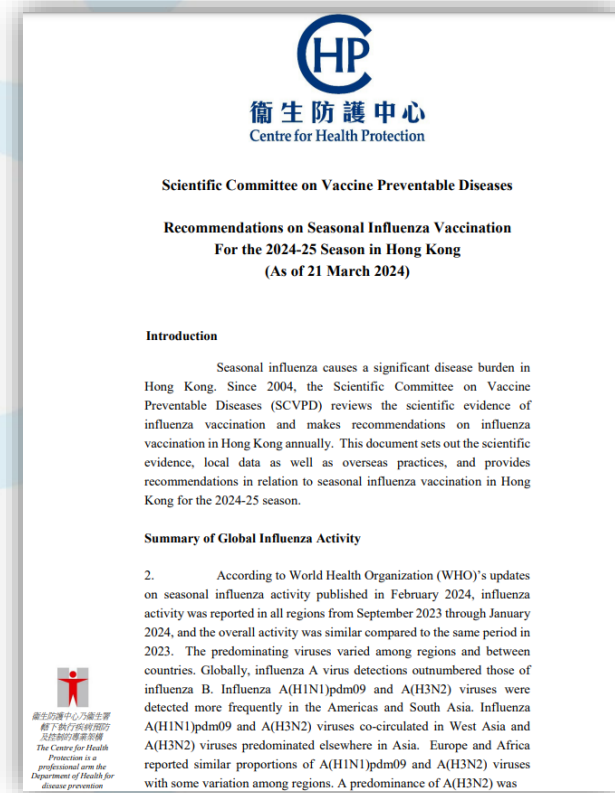 CHP
衞生防護中心
Centre for Health Protection
Scientific Committee on Vaccine Preventable Diseases
Recommendations on Seasonal Influenza Vaccination
For the 2024-25 Season in Hong Kong
(As of 21 March 2024)
Introduction
Seasonal influenza causes a significant disease burden in
Hong Kong. Since 2004, the Scientific Committee on Vaccine
Preventable Diseases (SCVPD) reviews the scientific evidence of
influenza vaccination and makes recommendations on influenza
vaccination in Hong Kong annually. This document sets out the scientific
evidence, local data as well as overseas practices, and provides
recommendations in relation to seasonal influenza vaccination in Hong
Kong for the 2024-25 season.
Summary of Global Influenza Activity
2. According to World Health Organization (WHO)’s updates
on seasonal influenza activity published in February 2024, influenza
activity was reported in all regions from September 2023 through January
2024, and the overall activity was similar compared to the same period in
2023. The predominating viruses varied among regions and between
countries. Globally, influenza A virus detections outnumbered those of
influenza B. Influenza A(H1N1)pdm09 and A(H3N2) viruses were
detected more frequently in the Americas and South Asia. Influenza
A(H1N1)pdm09 and A(H3N2) viruses co-circulated in West Asia and
A(H3N2) viruses predominated elsewhere in Asia. Europe and Africa
reported similar proportions of A(H1N1)pdm09 and A(H3N2) viruses
with some variation among regions. A predominance of A(H3N2) was
衞生防護中心乃衞生署
轄下執行疾病預防
及控制的專業架構
The Centre for Health
Protection is a
professional arm the
Department of Health for
disease prevention